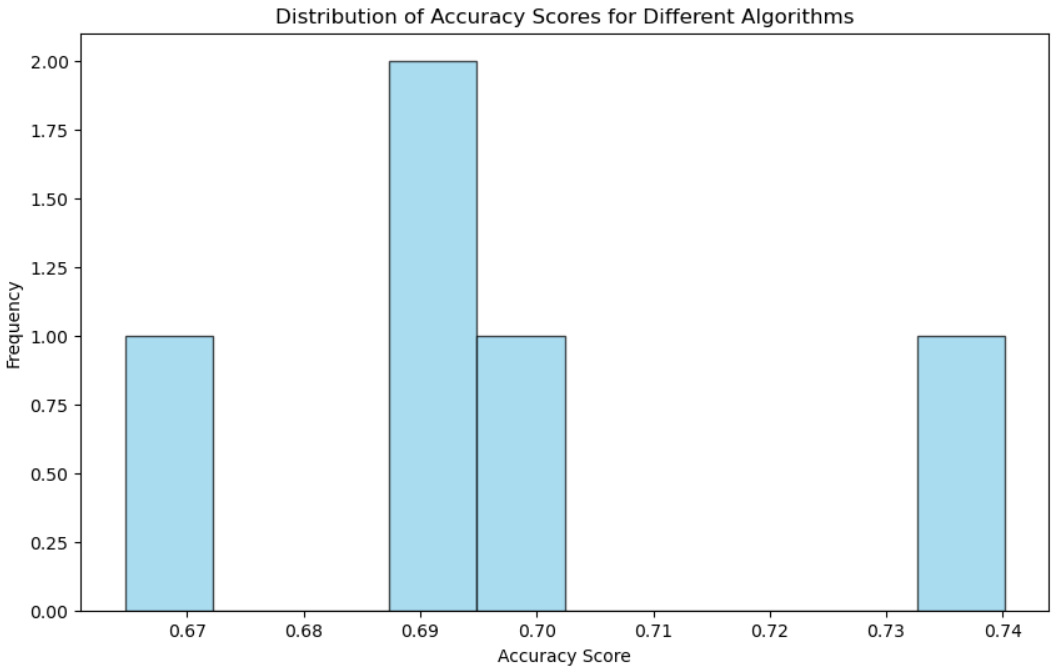 Distribution of Accuracy Scores for Different Algorithms
2.00
1.75
1.50
1.25
1.00
0.75
0.50
0.25
0.00
Frequency
0.67 0.68 0.69 0.70 0.71 0.72 0.73 0.74
Accuracy Score